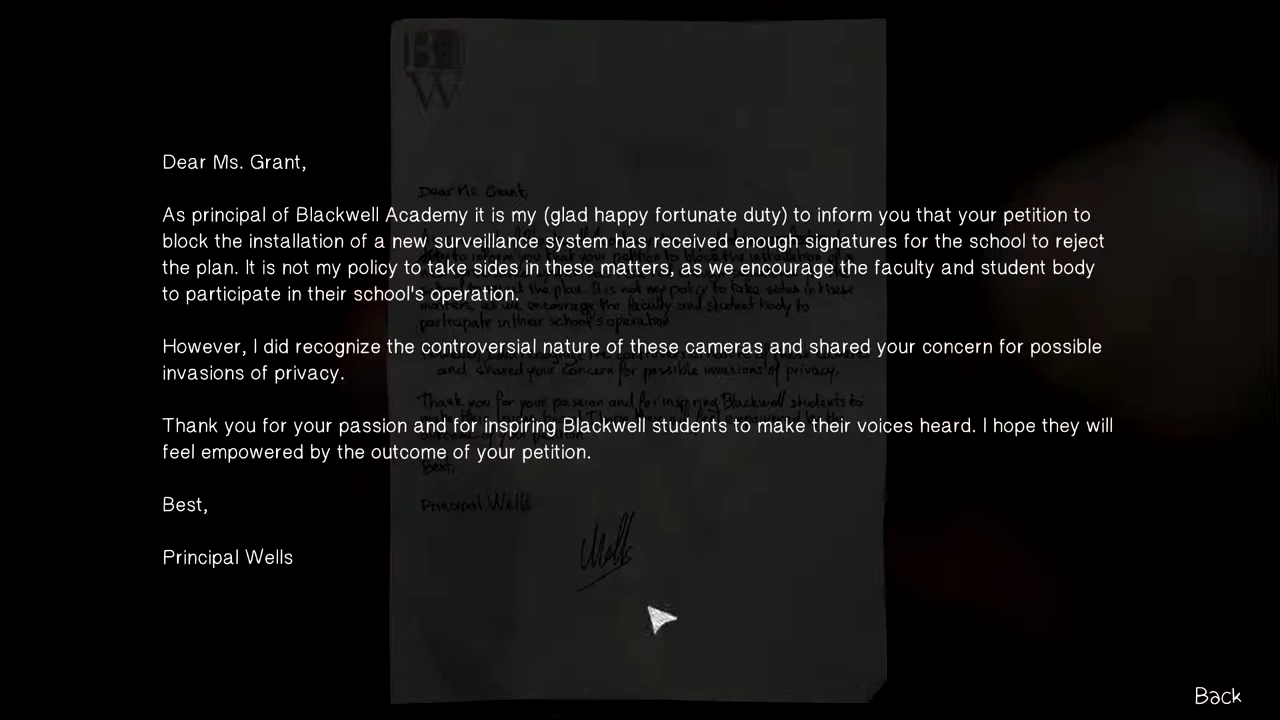 Dear Ms. Grant,
As principal of Blackwell Academy it is my (glad happy fortunate duty) to inform you that your petition to
block the installation of a new surveillance system has received enough signatures for the school to reject
the plan. It is not my policy to take sides in these matters, as we encourage the faculty and student body
to participate in their school's operation.
However, I did recognize the controversial nature of these cameras and shared your concern for possible
invasions of privacy.
Thank you for your passion and for inspiring Blackwell students to make their voices heard. I hope they will
feel empowered by the outcome of your petition.
Best,
Principal Wells
Back